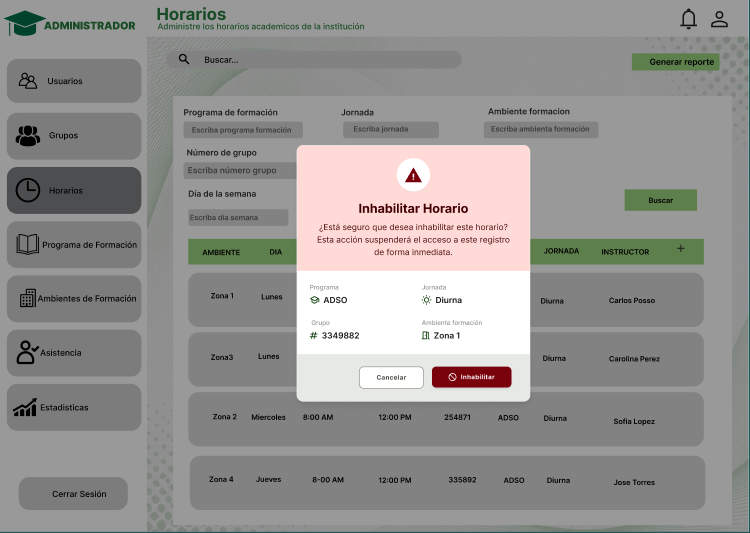 ADMINISTRADOR
Horarios
Administre los horarios academicos de la institución
Usuarios
Grupos
Horarios
Programa de Formación
Ambientes de Formación
Asistencia
Estadisticas
Cerrar Sesión
Buscar...
Generar reporte
Programa de formación
Jornada
Ambiente formacion
Escriba programa formación
Escriba jornada
Escriba ambienta formación
Número de grupo
Escriba número grupo
Día de la semana
Escriba día semana
Buscar
AMBIENTE DIA JORNADA INSTRUCTOR +
Zona 1 Lunes Diurna Carlos Posso
Zona3 Lunes Diurna Carolina Perez
Zona 2 Miercoles 8:00 AM 12:00 PM 254871 ADSO Diurna Sofia Lopez
Zona 4 Jueves 8-00 AM 12:00 PM 335892 ADSO Diurna Jose Torres
Inhabilitar Horario
¿Está seguro que desea inhabilitar este horario?
Esta acción suspenderá el acceso a este registro
de forma inmediata.
Programa
ADSO
Jornada
Diurna
Grupo
# 3349882
Ambiente formación
Zona 1
Cancelar
Inhabilitar